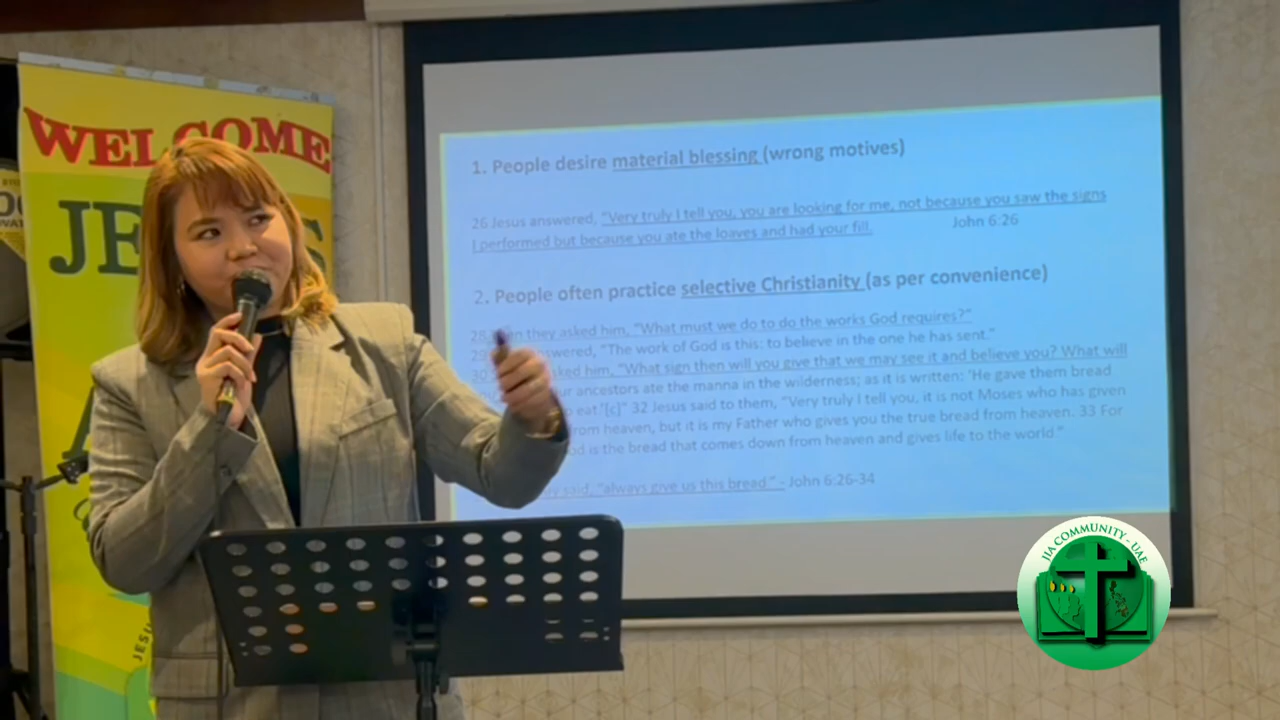 WELCOME
JE
S
JESU
1. People desire material blessing (wrong motives)
26 Jesus answered, “Very truly I tell you, you are looking for me, not because you saw the signs
I performed but because you ate the loaves and had your fill.
John 6:26
2. People often practice selective Christianity (as per convenience)
28 they asked him, “What must we do to do the works God requires?”
29 “The work of God is this: to believe in the one he has sent.”
30 asked him, “What sign then will you give that we may see it and believe you? What will
ancestors ate the manna in the wilderness; as it is written: ‘He gave them bread
eat.’[c]” 32 Jesus said to them, “Very truly I tell you, it is not Moses who has given
from heaven, but it is my Father who gives you the true bread from heaven. 33 For
is the bread that comes down from heaven and gives life to the world.”
said, “always give us this bread.” - John 6:26-34
JIA COMMUNITY - UAE